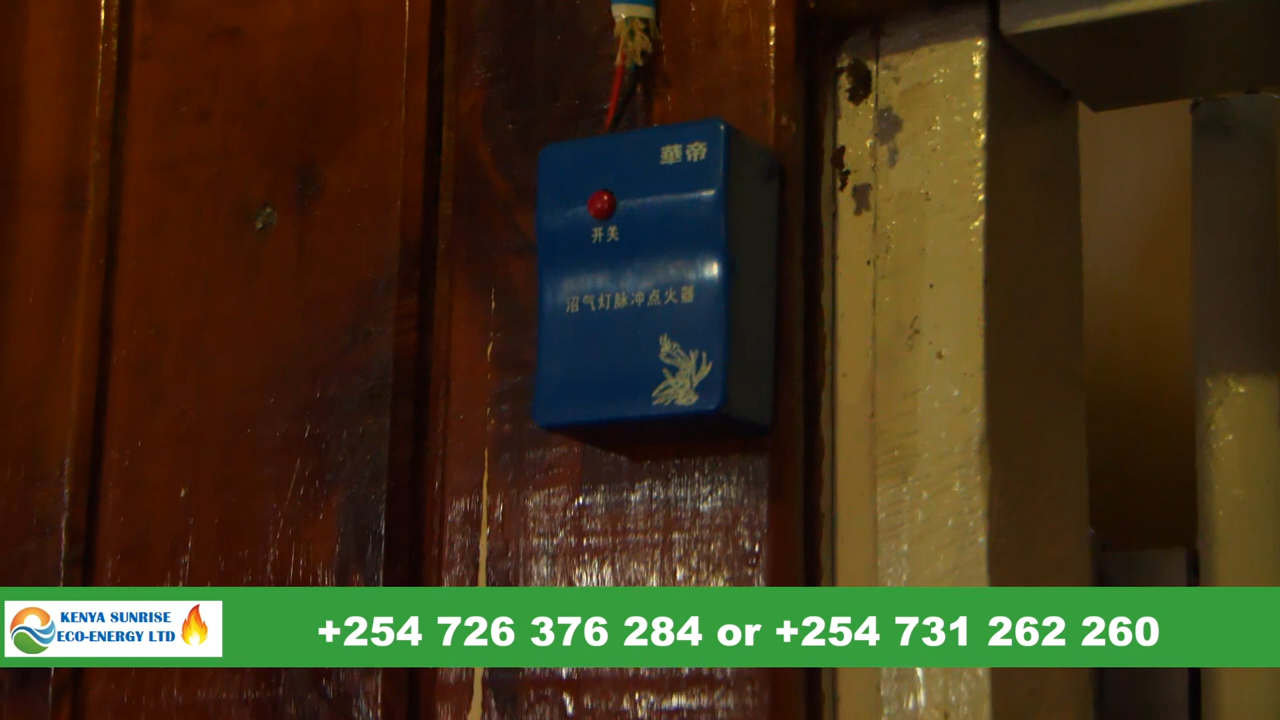 華帝
开关
沼气灯脉冲点火器
KENYA SUNRISE
ECO-ENERGY LTD
+254 726 376 284 or +254 731 262 260